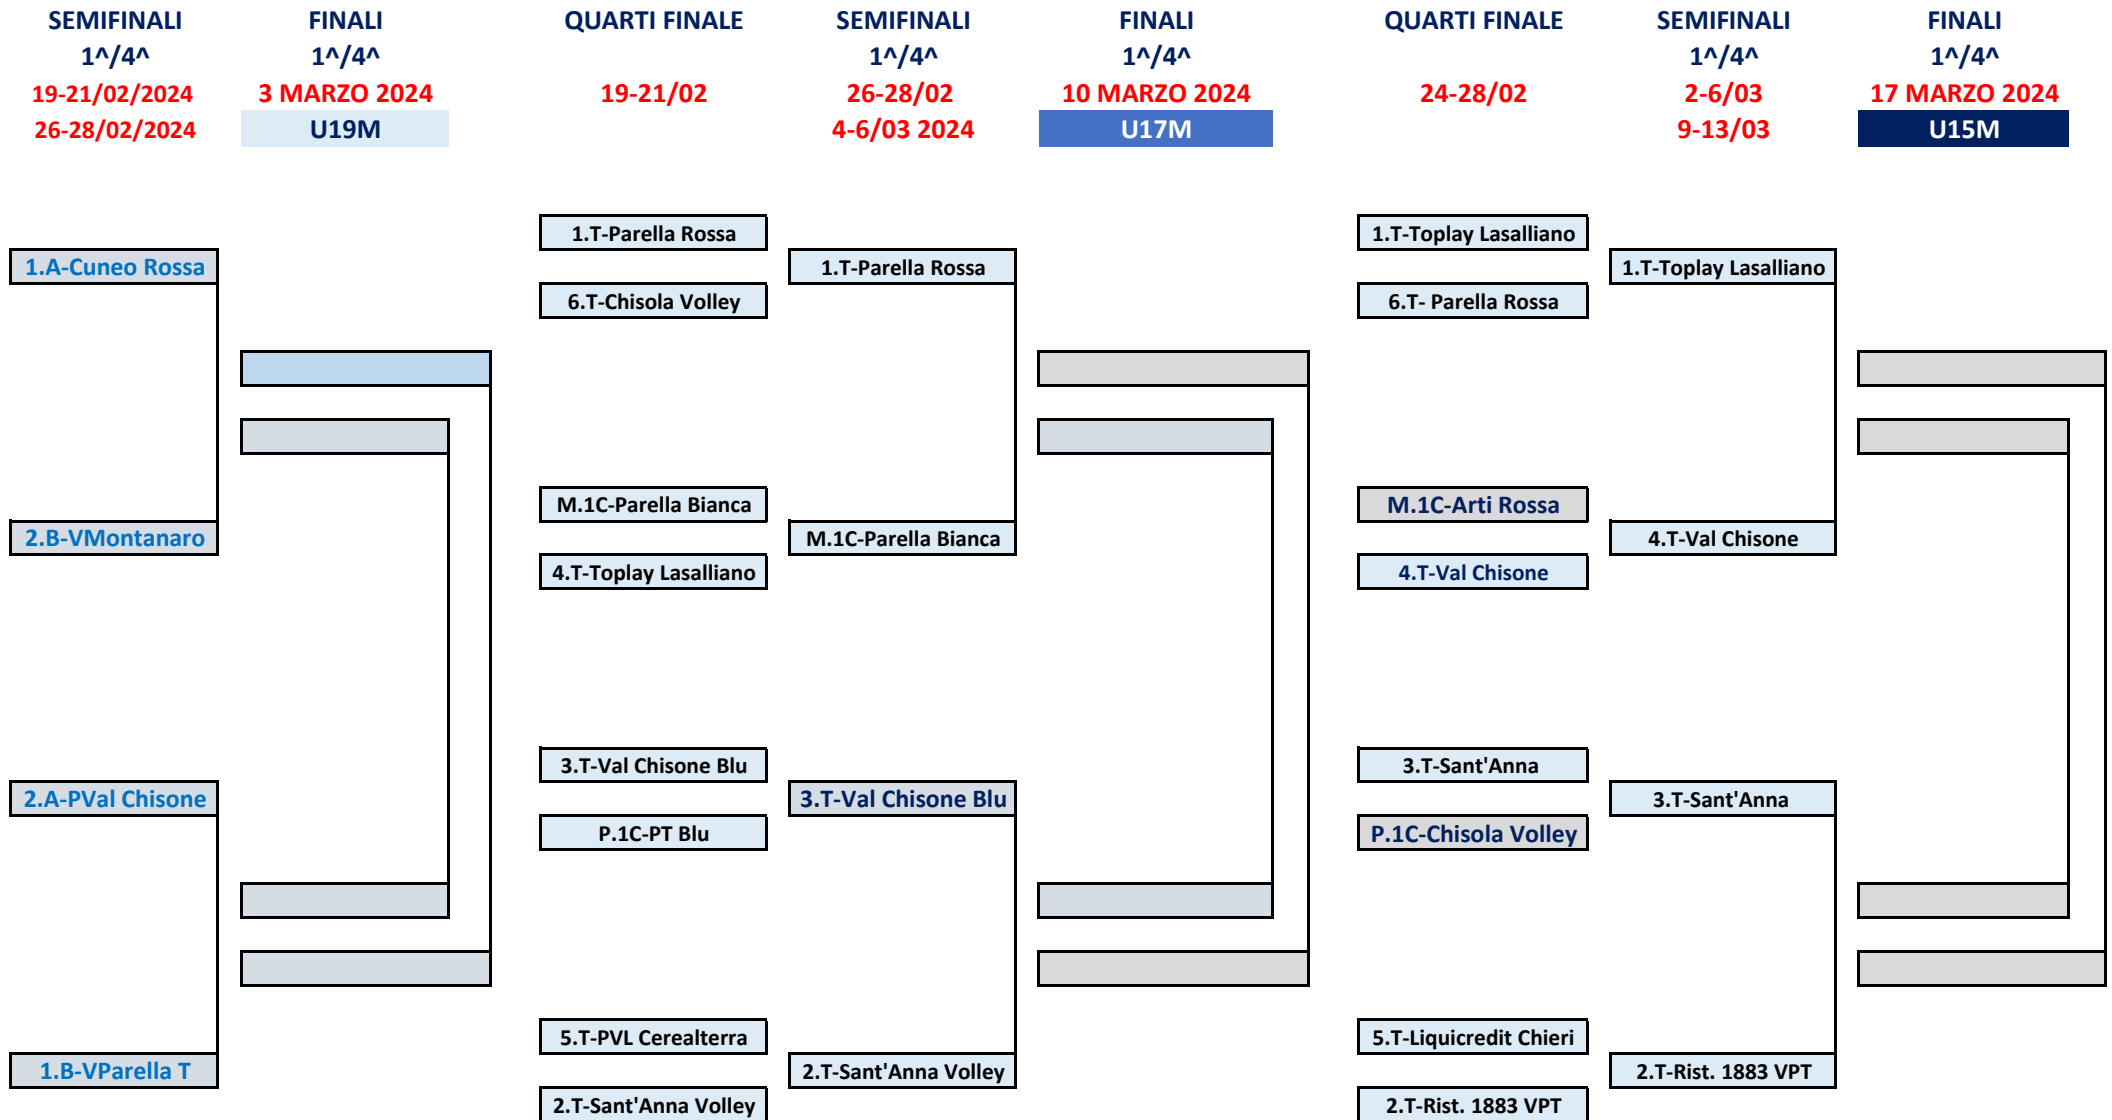 SEMIFINALI FINALI QUARTI FINALE SEMIFINALI FINALI QUARTI FINALE SEMIFINALI FINALI
1^/4^ 1^/4^ 1^/4^ 1^/4^ 1^/4^ 1^/4^
19-21/02/2024 3 MARZO 2024 19-21/02 26-28/02 10 MARZO 2024 24-28/02 2-6/03 17 MARZO 2024
26-28/02/2024 U19M 4-6/03 2024 U17M 9-13/03 U15M
1.T-Parella Rossa 1.T-Toplay Lasalliano
1.A-Cuneo Rossa 1.T-Parella Rossa 1.T-Toplay Lasalliano
6.T-Chisola Volley 6.T- Parella Rossa
M.1C-Parella Bianca M.1C-Arti Rossa
2.B-VMontanaro M.1C-Parella Bianca 4.T-Val Chisone
4.T-Toplay Lasalliano 4.T-Val Chisone
3.T-Val Chisone Blu 3.T-Sant'Anna
2.A-PVal Chisone 3.T-Val Chisone Blu 3.T-Sant'Anna
P.1C-PT Blu P.1C-Chisola Volley
5.T-PVL Cerealterra 5.T-Liquicredit Chieri
1.B-VParella T 2.T-Sant'Anna Volley 2.T-Rist. 1883 VPT
2.T-Sant'Anna Volley 2.T-Rist. 1883 VPT